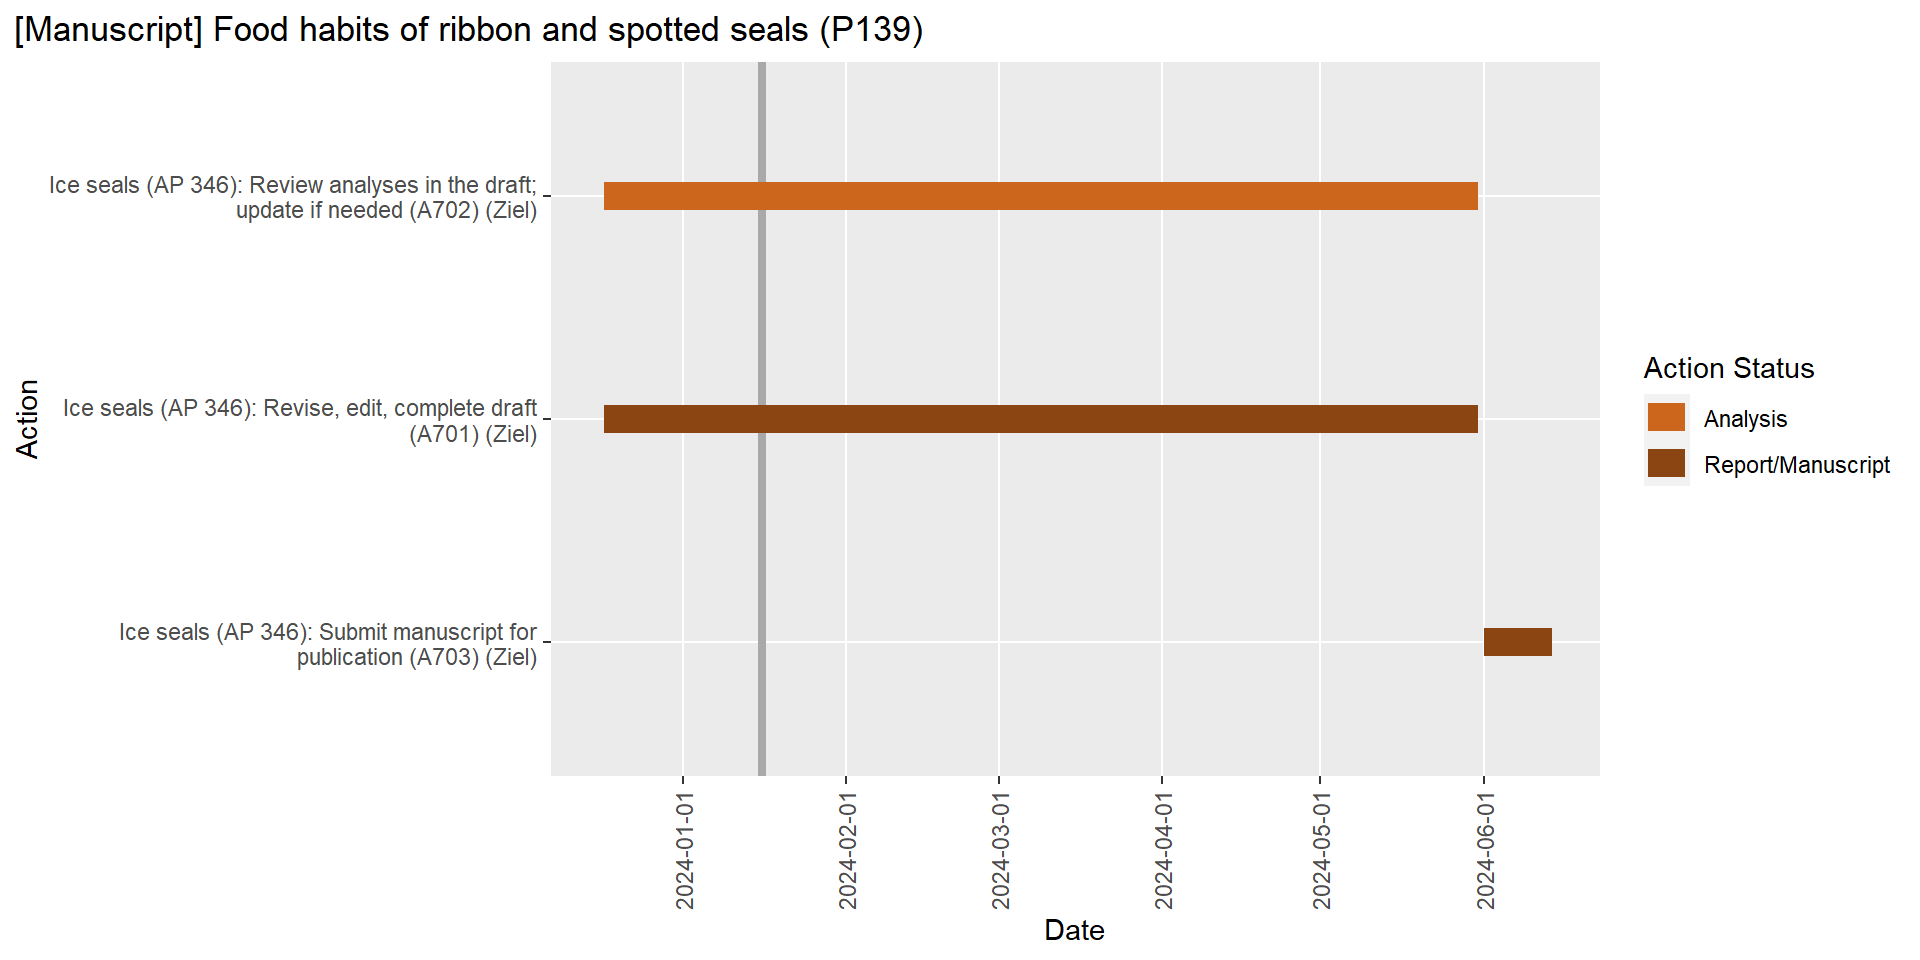 [Manuscript] Food habits of ribbon and spotted seals (P139)
Ice seals (AP 346): Review analyses in the draft;
update if needed (A702) (Ziel)
Ice seals (AP 346): Revise, edit, complete draft
(A701) (Ziel)
Ice seals (AP 346): Submit manuscript for
publication (A703) (Ziel)
Action
2024-01-01
2024-02-01
2024-03-01
2024-04-01
2024-05-01
2024-06-01
Date
Action Status
Analysis
Report/Manuscript